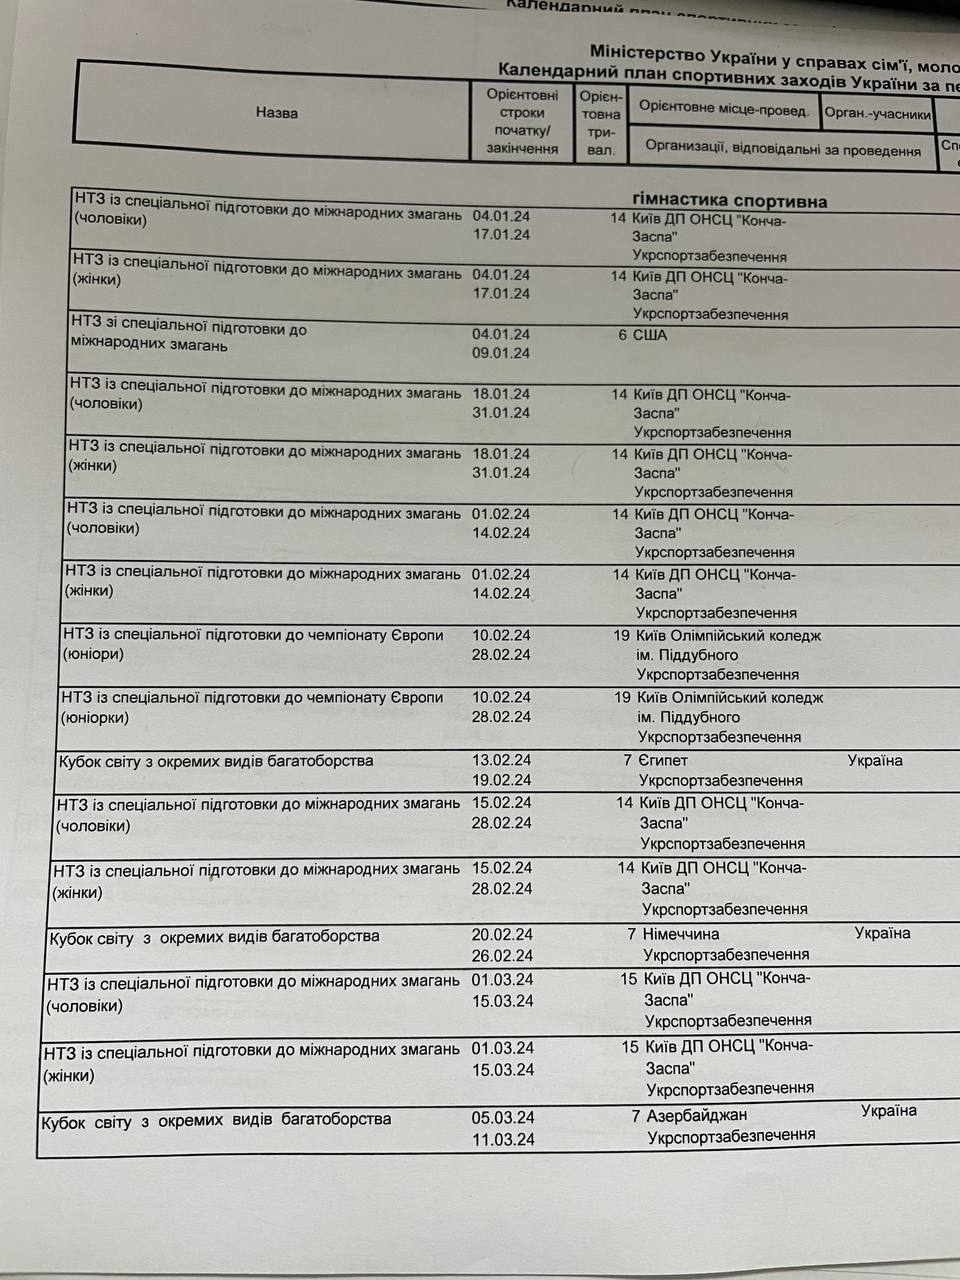 Календарний план спортивних
Міністерство України у справах сім'ї, моло
Календарний план спортивних заходів України за пе
Назва
Орієнтовні
строки
початку/
закінчення
Орієн-
товна
три-
вал.
Орієнтовне місце-провед.
Орган.-учасники
Организації, відповідальні за проведення
гімнастика спортивна
НТЗ із спеціальної підготовки до міжнародних змагань 04.01.24 14 Київ ДП ОНСЦ "Конча-
(чоловіки) 17.01.24 Заспа"
Укрспортзабезпечення
НТЗ із спеціальної підготовки до міжнародних змагань 04.01.24 14 Київ ДП ОНСЦ "Конча-
(жінки) 17.01.24 Заспа"
Укрспортзабезпечення
НТЗ зі спеціальної підготовки до 04.01.24 6 США
міжнародних змагань 09.01.24
НТЗ із спеціальної підготовки до міжнародних змагань 18.01.24 14 Київ ДП ОНСЦ "Конча-
(чоловіки) 31.01.24 Заспа"
Укрспортзабезпечення
НТЗ із спеціальної підготовки до міжнародних змагань 18.01.24 14 Київ ДП ОНСЦ "Конча-
(жінки) 31.01.24 Заспа"
Укрспортзабезпечення
НТЗ із спеціальної підготовки до міжнародних змагань 01.02.24 14 Київ ДП ОНСЦ "Конча-
(чоловіки) 14.02.24 Заспа"
Укрспортзабезпечення
НТЗ із спеціальної підготовки до міжнародних змагань 01.02.24 14 Київ ДП ОНСЦ "Конча-
(жінки) 14.02.24 Заспа"
Укрспортзабезпечення
НТЗ із спеціальної підготовки до чемпіонату Європи 10.02.24 19 Київ Олімпійський коледж
(юніори) 28.02.24 ім. Піддубного
Укрспортзабезпечення
НТЗ із спеціальної підготовки до чемпіонату Європи 10.02.24 19 Київ Олімпійський коледж
(юніорки) 28.02.24 ім. Піддубного
Укрспортзабезпечення
Кубок світу з окремих видів багатоборства 13.02.24 7 Єгипет Україна
19.02.24 Укрспортзабезпечення
НТЗ із спеціальної підготовки до міжнародних змагань 15.02.24 14 Київ ДП ОНСЦ "Конча-
(чоловіки) 28.02.24 Заспа"
Укрспортзабезпечення
НТЗ із спеціальної підготовки до міжнародних змагань 15.02.24 14 Київ ДП ОНСЦ "Конча-
(жінки) 28.02.24 Заспа"
Укрспортзабезпечення
Кубок світу з окремих видів багатоборства 20.02.24 7 Німеччина Україна
26.02.24 Укрспортзабезпечення
НТЗ із спеціальної підготовки до міжнародних змагань 01.03.24 15 Київ ДП ОНСЦ "Конча-
(чоловіки) 15.03.24 Заспа"
Укрспортзабезпечення
НТЗ із спеціальної підготовки до міжнародних змагань 01.03.24 15 Київ ДП ОНСЦ "Конча-
(жінки) 15.03.24 Заспа"
Укрспортзабезпечення
Кубок світу з окремих видів багатоборства 05.03.24 7 Азербайджан Україна
11.03.24 Укрспортзабезпечення